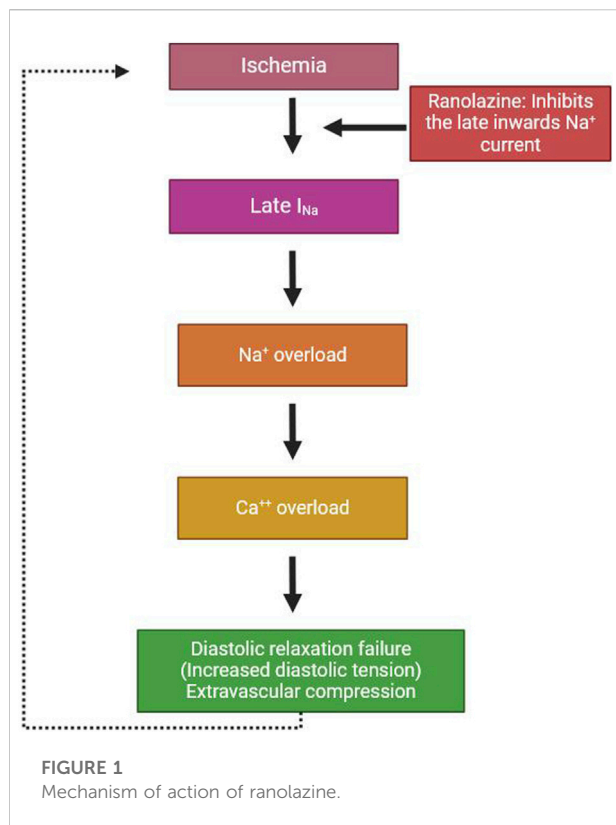 Ischemia
Ranolazine: Inhibits
the late inwards Na⁺
current
Late I_Na
Na⁺ overload
Ca⁺⁺ overload
Diastolic relaxation failure
(Increased diastolic tension)
Extravascular compression
FIGURE 1
Mechanism of action of ranolazine.